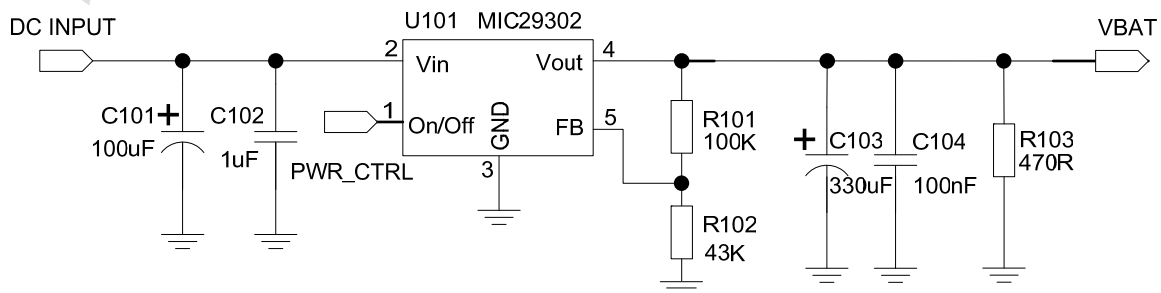 DC INPUT
U101 MIC29302
VBAT
2
Vin
Vout
4
C101
+
100uF
C102
1uF
1
On/Off
PWR_CTRL
GND
3
FB
5
R101
100K
R102
43K
+
C103
330uF
C104
100nF
R103
470R